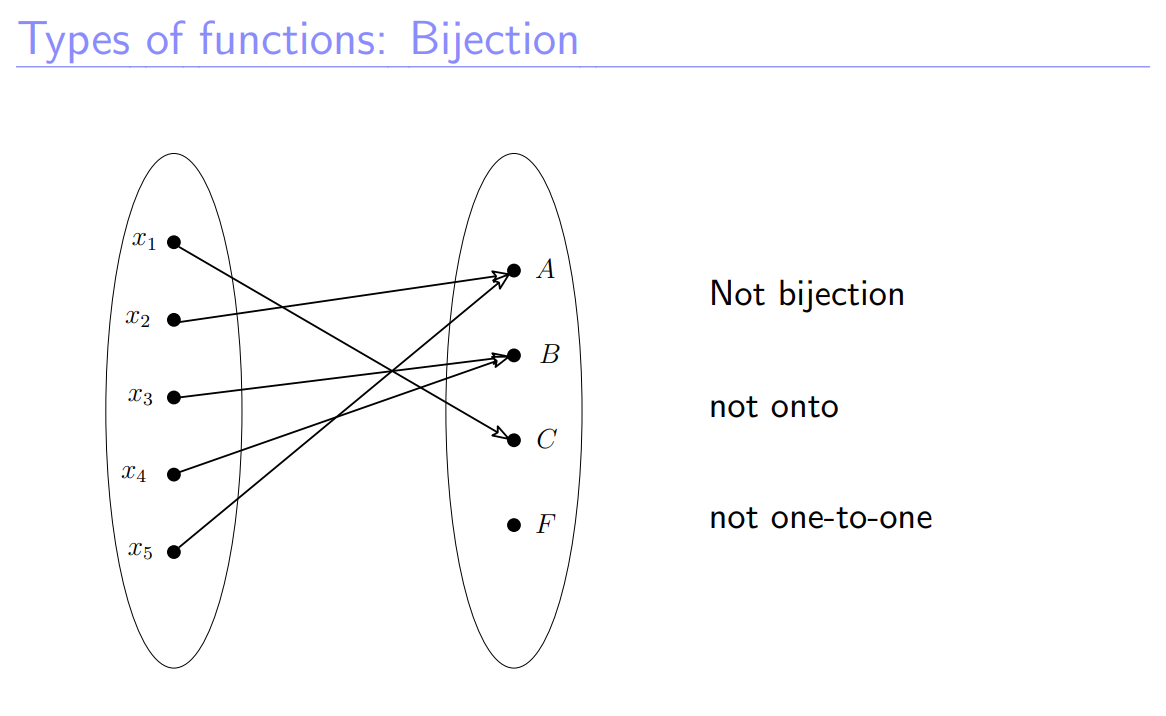 Types of functions: Bijection
x₁
x₂
x₃
x₄
x₅
A
B
C
F
Not bijection
not onto
not one-to-one